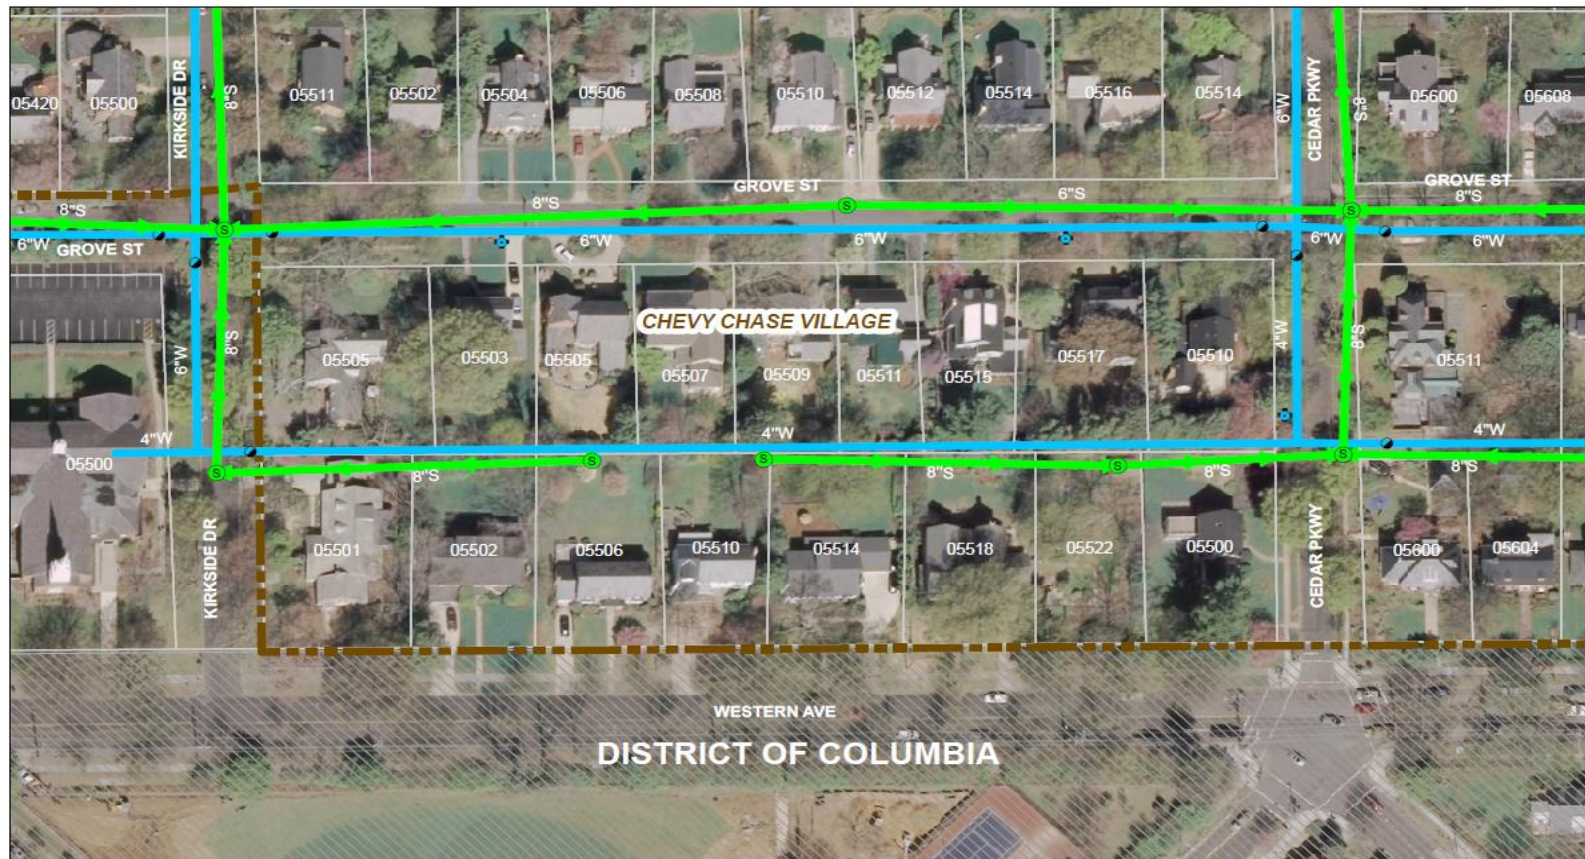 KIRKSIDE DR
8"S
05420
05500
05511
05502
05504
05506
05508
05510
05512
05514
05516
05514
6"W
CEDAR PKWY
8"S
05600
05608
8"S
8"S
GROVE ST
6"S
GROVE ST
8"S
6"W
GROVE ST
6"W
6"W
6"W
6"W
CHEVY CHASE VILLAGE
6"W
8"S
05505
05503
05505
05507
05509
05511
05515
05517
05510
4"W
8"S
05511
4"W
05500
4"W
4"W
8"S
8"S
8"S
8"S
KIRKSIDE DR
05501
05502
05506
05510
05514
05518
05522
05500
CEDAR PKWY
05600
05604
WESTERN AVE
DISTRICT OF COLUMBIA